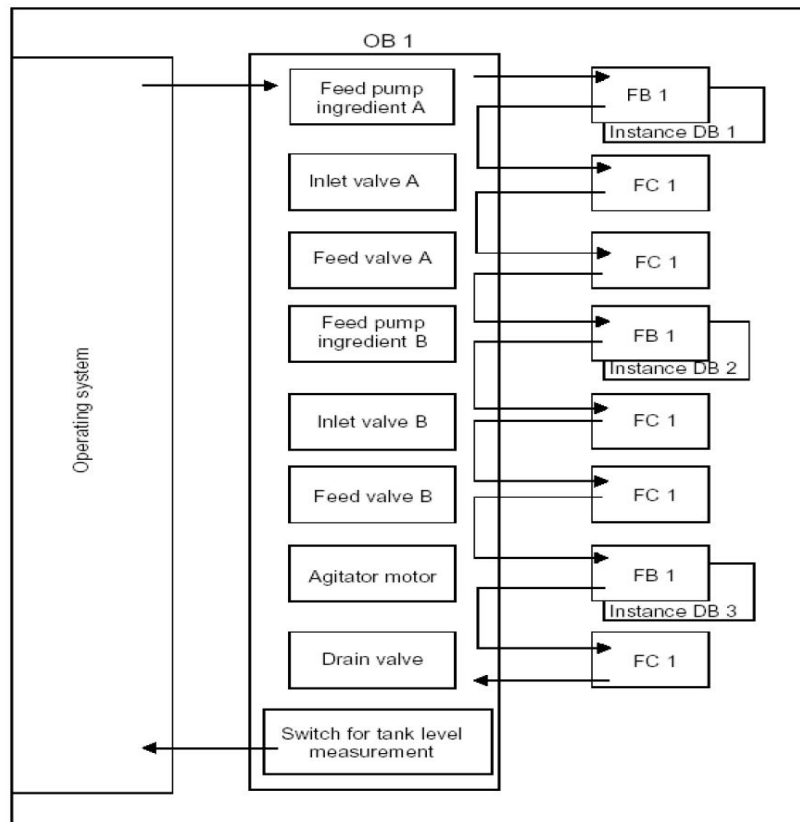 OB 1
Feed pump
ingredient A
FB 1
Instance DB 1
Inlet valve A
FC 1
Feed valve A
FC 1
Feed pump
ingredient B
FB 1
Instance DB 2
Operating system
Inlet valve B
FC 1
Feed valve B
FC 1
Agitator motor
FB 1
Instance DB 3
Drain valve
FC 1
Switch for tank level
measurement